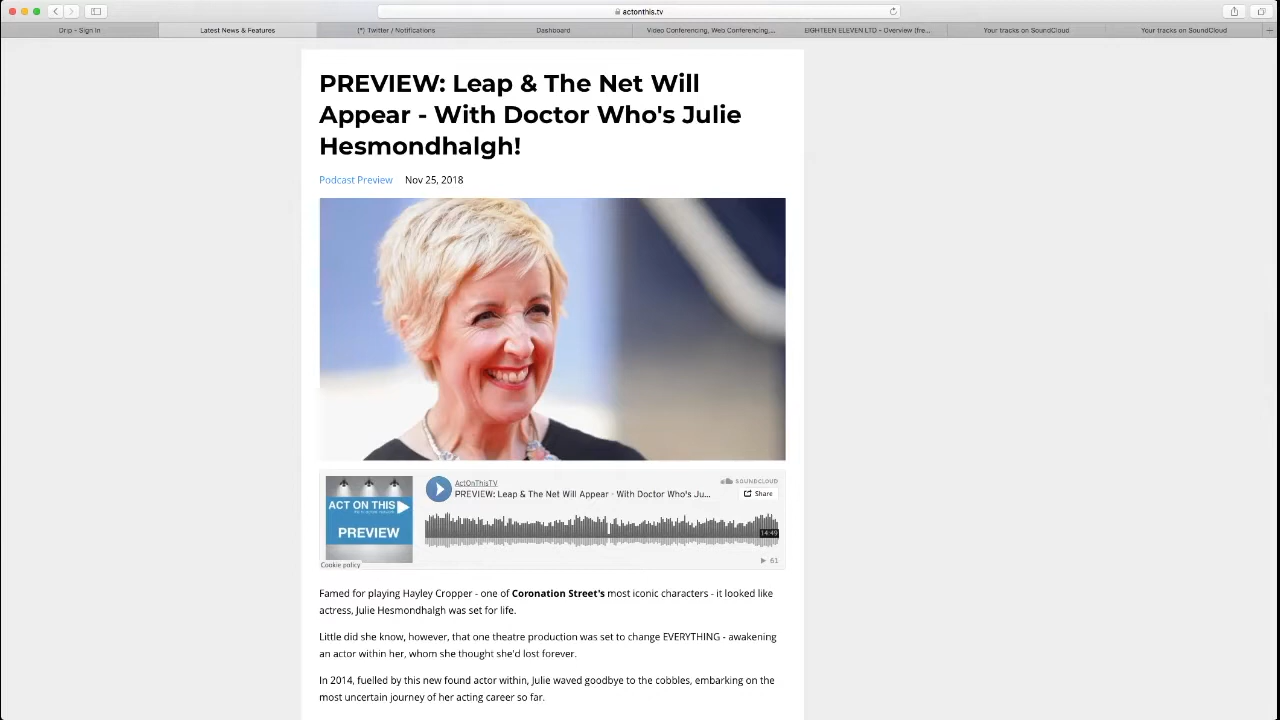 actonthis.tv
Drip - Sign In
Latest News & Features
(*) Twitter / Notifications
Dashboard
Video Conferencing, Web Conferencing,...
EIGHTEEN ELEVEN LTD - Overview (fre...
Your tracks on SoundCloud
Your tracks on SoundCloud
PREVIEW: Leap & The Net Will
Appear - With Doctor Who's Julie
Hesmondhalgh!
Podcast Preview Nov 25, 2018
ActOnThisTV
PREVIEW: Leap & The Net Will Appear - With Doctor Who's Ju...
SOUNDCLOUD
Share
ACT ON THIS
PREVIEW
14:49
Cookie policy
61
Famed for playing Hayley Cropper - one of Coronation Street's most iconic characters - it looked like
actress, Julie Hesmondhalgh was set for life.
Little did she know, however, that one theatre production was set to change EVERYTHING - awakening
an actor within her, whom she thought she'd lost forever.
In 2014, fuelled by this new found actor within, Julie waved goodbye to the cobbles, embarking on the
most uncertain journey of her acting career so far.